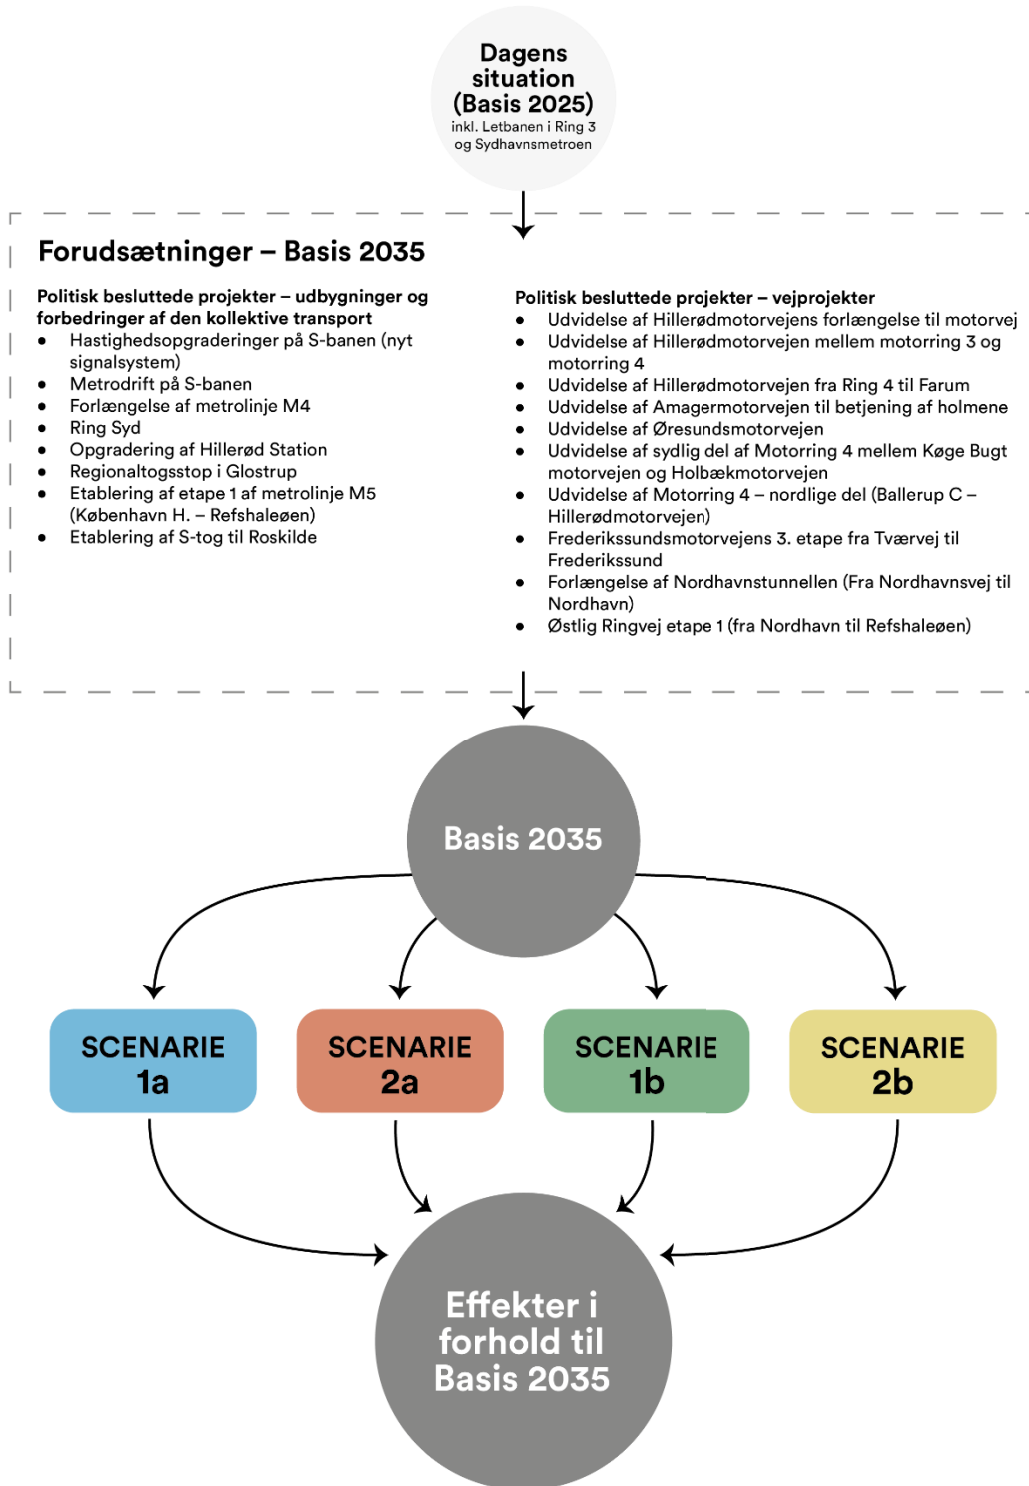 Dagens
situation
(Basis 2025)
inkl. Letbanen i Ring 3
og Sydhavnsmetroen
Forudsætninger – Basis 2035
Politisk besluttede projekter – udbygninger og
forbedringer af den kollektive transport
● Hastighedsopgraderinger på S-banen (nyt
signalsystem)
● Metrodrift på S-banen
● Forlængelse af metrolinje M4
● Ring Syd
● Opgradering af Hillerød Station
● Regionaltogsstop i Glostrup
● Etablering af etape 1 af metrolinje M5
(København H. – Refshaleøen)
● Etablering af S-tog til Roskilde
Politisk besluttede projekter – vejprojekter
● Udvidelse af Hillerødmotorvejens forlængelse til motorvej
● Udvidelse af Hillerødmotorvejen mellem motorring 3 og
motorring 4
● Udvidelse af Hillerødmotorvejen fra Ring 4 til Farum
● Udvidelse af Amagermotorvejen til betjening af holmene
● Udvidelse af Øresundsmotorvejen
● Udvidelse af sydlig del af Motorring 4 mellem Køge Bugt
motorvejen og Holbækmotorvejen
● Udvidelse af Motorring 4 – nordlige del (Ballerup C –
Hillerødmotorvejen)
● Frederikssundsmotorvejens 3. etape fra Tværvej til
Frederikssund
● Forlængelse af Nordhavnstunnellen (Fra Nordhavnsvej til
Nordhavn)
● Østlig Ringvej etape 1 (fra Nordhavn til Refshaleøen)
Basis 2035
SCENARIE
1a
SCENARIE
2a
SCENARIE
1b
SCENARIE
2b
Effekter i
forhold til
Basis 2035